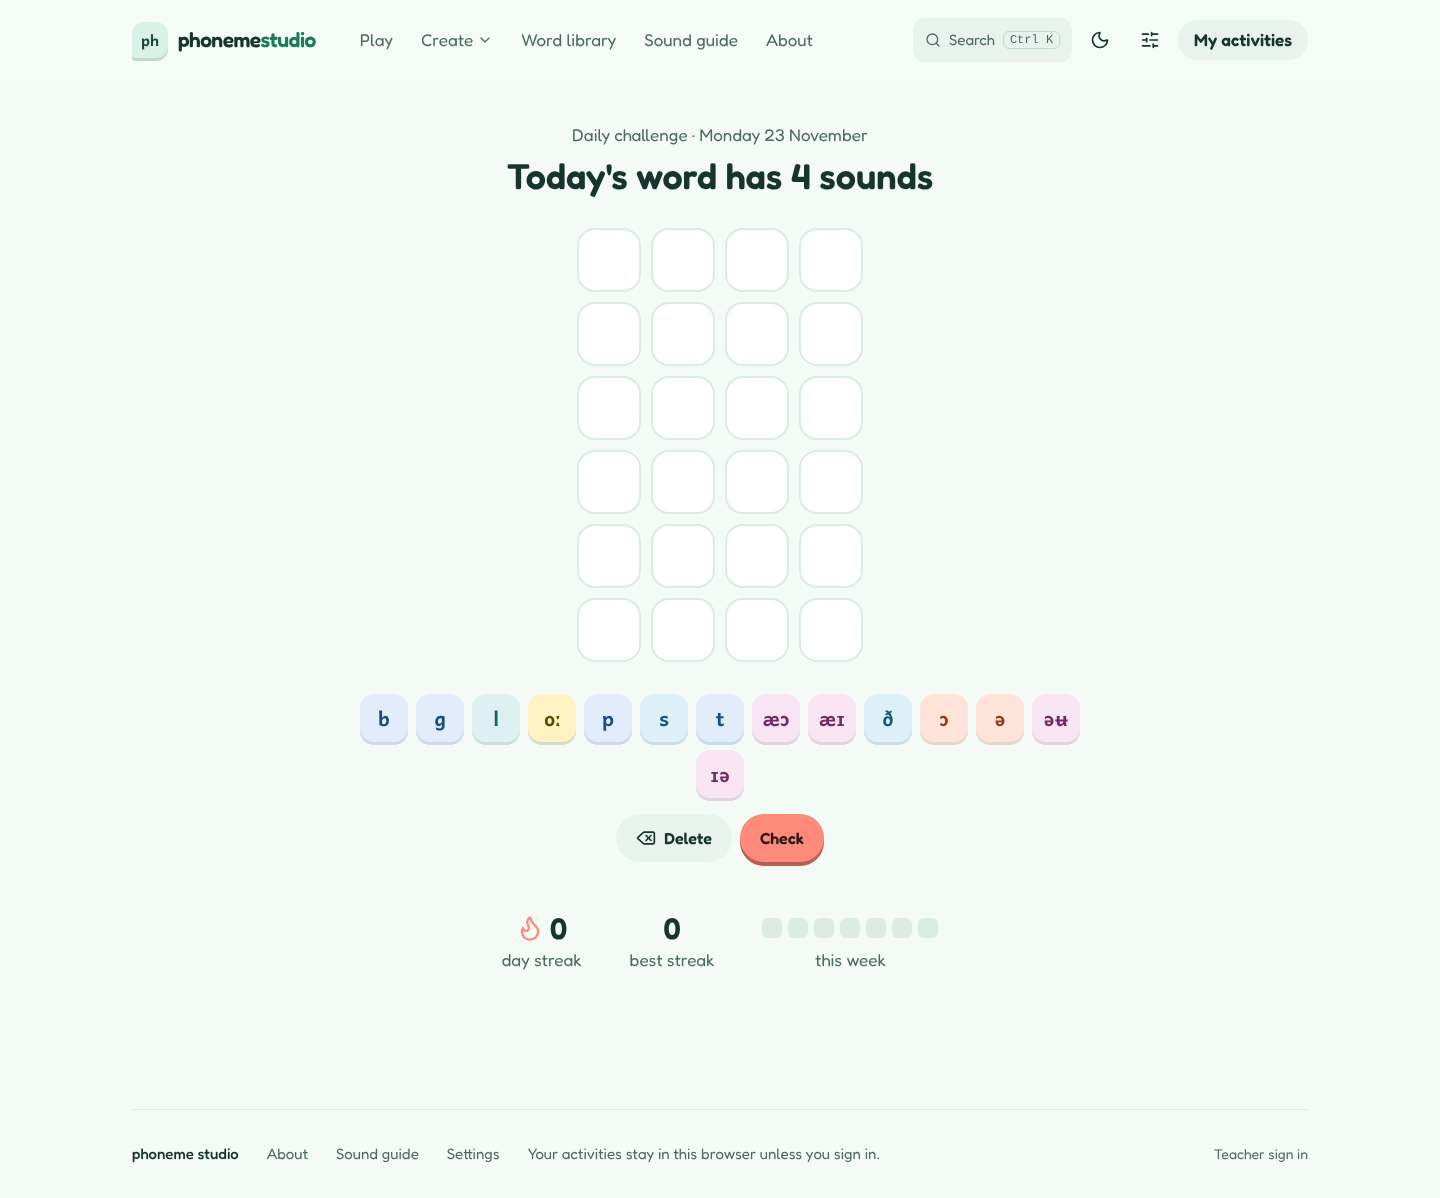 ph phonemestudio Play Create Word library Sound guide About Search Ctrl K My activities
Daily challenge · Monday 23 November
Today's word has 4 sounds
b g l oː p s t æɔ æɪ ð ɔ ə əʉ
ɪə
Delete Check
0 0
day streak best streak this week
phoneme studio About Sound guide Settings Your activities stay in this browser unless you sign in. Teacher sign in